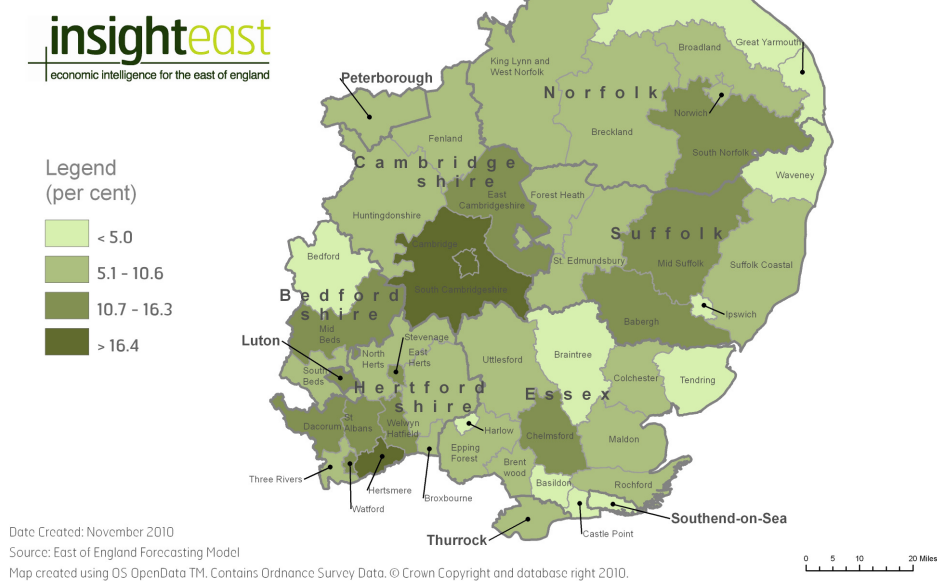 insighteast
economic intelligence for the east of england
Legend
(per cent)
< 5.0
5.1 - 10.6
10.7 - 16.3
> 16.4
King Lynn and
West Norfolk
Broadland
Great Yarmouth
Norfolk
Norwich
Breckland
South Norfolk
Waveney
Peterborough
Fenland
Cambridge
shire
East
Cambridgeshire
Forest Heath
Huntingdonshire
Cambridge
South Cambridgeshire
St. Edmundsbury
Suffolk
Mid Suffolk
Suffolk Coastal
Ipswich
Babergh
Bedford
Bedford
shire
Mid
Beds
Luton
South
Beds
North
Herts
Stevenage
East
Herts
Hertford
shire
Uttlesford
Braintree
Essex
Colchester
Tendring
Dacorum
St.
Albans
Welwyn
Hatfield
Harlow
Chelmsford
Maldon
Epping
Forest
Brent
wood
Basildon
Rochford
Three Rivers
Watford
Hertsmere
Broxbourne
Thurrock
Castle Point
Southend-on-Sea
Date Created: November 2010
Source: East of England Forecasting Model
Map created using OS OpenData TM. Contains Ordnance Survey Data. © Crown Copyright and database right 2010.
0 5 10 20 Miles